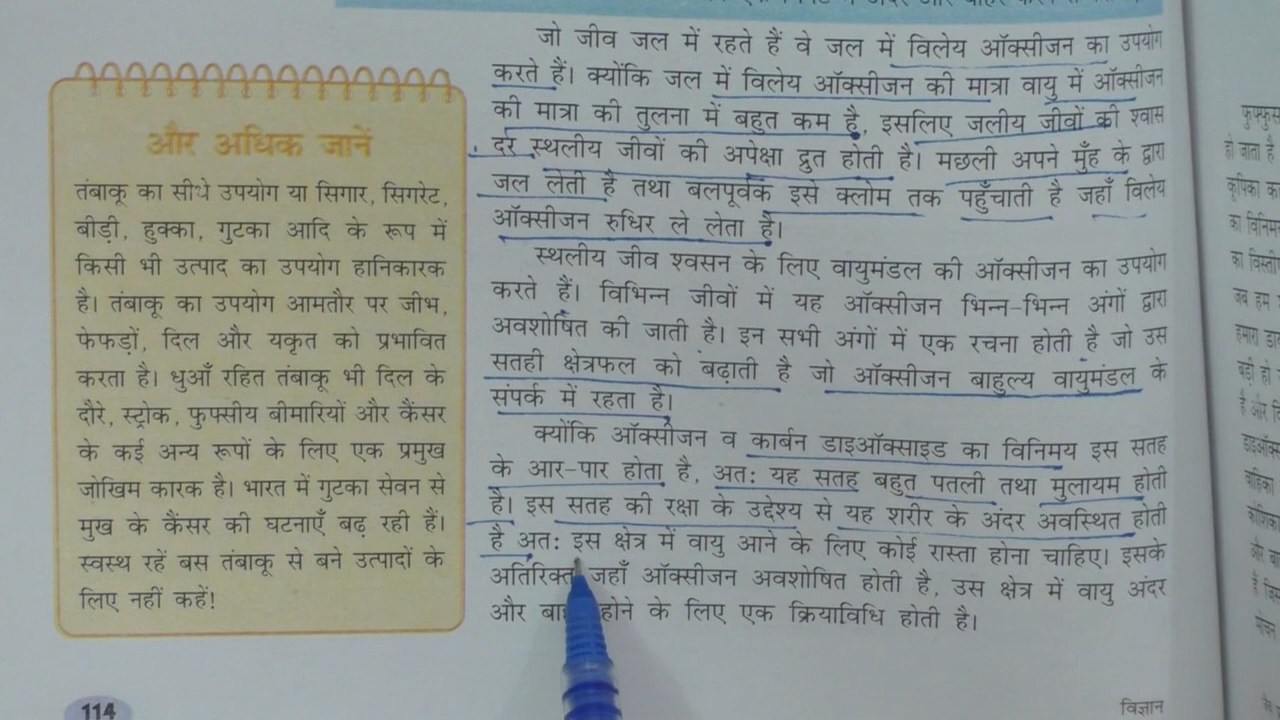 जो जीव जल में रहते हैं वे जल में विलेय ऑक्सीजन का उपयोग
करते हैं। क्योंकि जल में विलेय ऑक्सीजन की मात्रा वायु में ऑक्सीजन
की मात्रा की तुलना में बहुत कम है, इसलिए जलीय जीवों की श्वास
दर स्थलीय जीवों की अपेक्षा द्रुत होती है। मछली अपने मुँह के द्वारा
जल लेती है तथा बलपूर्वक इसे क्लोम तक पहुँचाती है जहाँ विलेय
ऑक्सीजन रुधिर ले लेता है।
स्थलीय जीव श्वसन के लिए वायुमंडल की ऑक्सीजन का उपयोग
करते हैं। विभिन्न जीवों में यह ऑक्सीजन भिन्न-भिन्न अंगों द्वारा
अवशोषित की जाती है। इन सभी अंगों में एक रचना होती है जो उस
सतही क्षेत्रफल को बढ़ाती है जो ऑक्सीजन बाहुल्य वायुमंडल के
संपर्क में रहता है।
क्योंकि ऑक्सीजन व कार्बन डाइऑक्साइड का विनिमय इस सतह
के आर-पार होता है, अतः यह सतह बहुत पतली तथा मुलायम होती
है। इस सतह की रक्षा के उद्देश्य से यह शरीर के अंदर अवस्थित होती
है अतः इस क्षेत्र में वायु आने के लिए कोई रास्ता होना चाहिए। इसके
अतिरिक्त जहाँ ऑक्सीजन अवशोषित होती है, उस क्षेत्र में वायु अंदर
और होने के लिए एक क्रियाविधि होती है।
और अधिक जानें
तंबाकू का सीधे उपयोग या सिगार, सिगरेट,
बीड़ी, हुक्का, गुटका आदि के रूप में
किसी भी उत्पाद का उपयोग हानिकारक
है। तंबाकू का उपयोग आमतौर पर जीभ,
फेफड़ों, दिल और यकृत को प्रभावित
करता है। धुआँ रहित तंबाकू भी दिल के
दौरे, स्ट्रोक, फुफ्सीय बीमारियों और कैंसर
के कई अन्य रूपों के लिए एक प्रमुख
जोखिम कारक है। भारत में गुटका सेवन से
मुख के कैंसर की घटनाएँ बढ़ रही हैं।
स्वस्थ रहें बस तंबाकू से बने उत्पादों के
लिए नहीं कहें!
114
विज्ञान